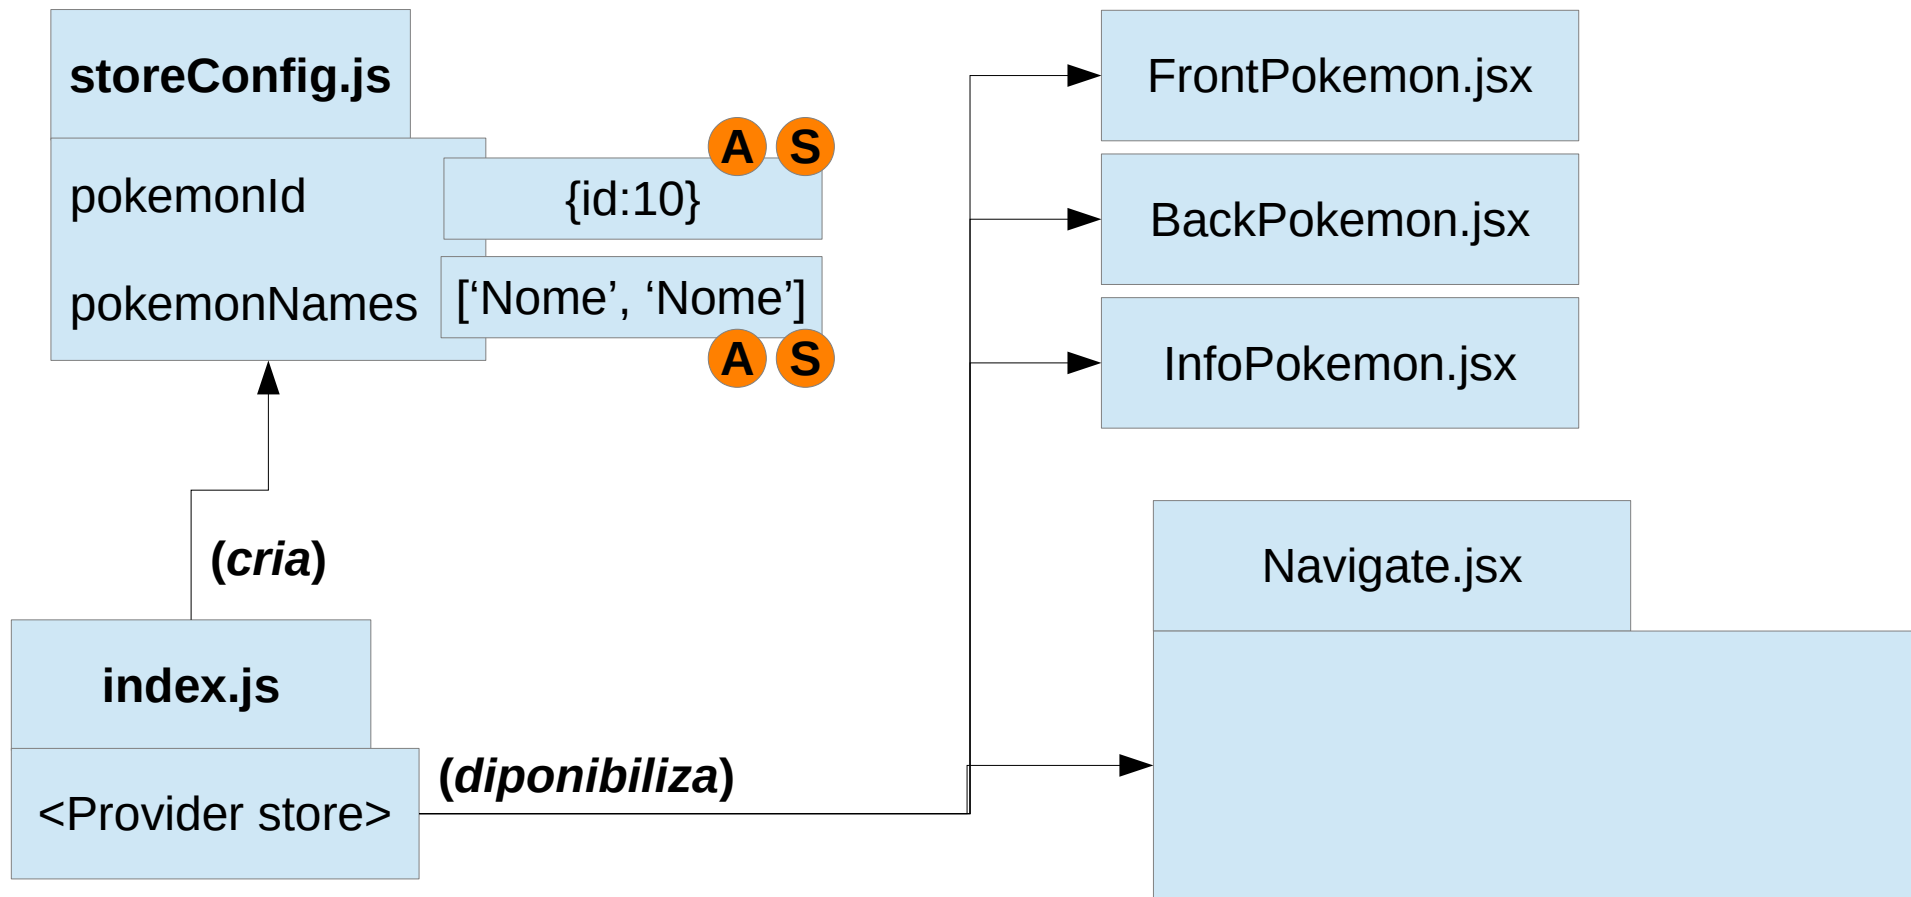 storeConfig.js
pokemonId
A S
{id:10}
pokemonNames
[‘Nome’, ‘Nome’]
A S
(cria)
index.js
<Provider store>
(diponibiliza)
FrontPokemon.jsx
BackPokemon.jsx
InfoPokemon.jsx
Navigate.jsx